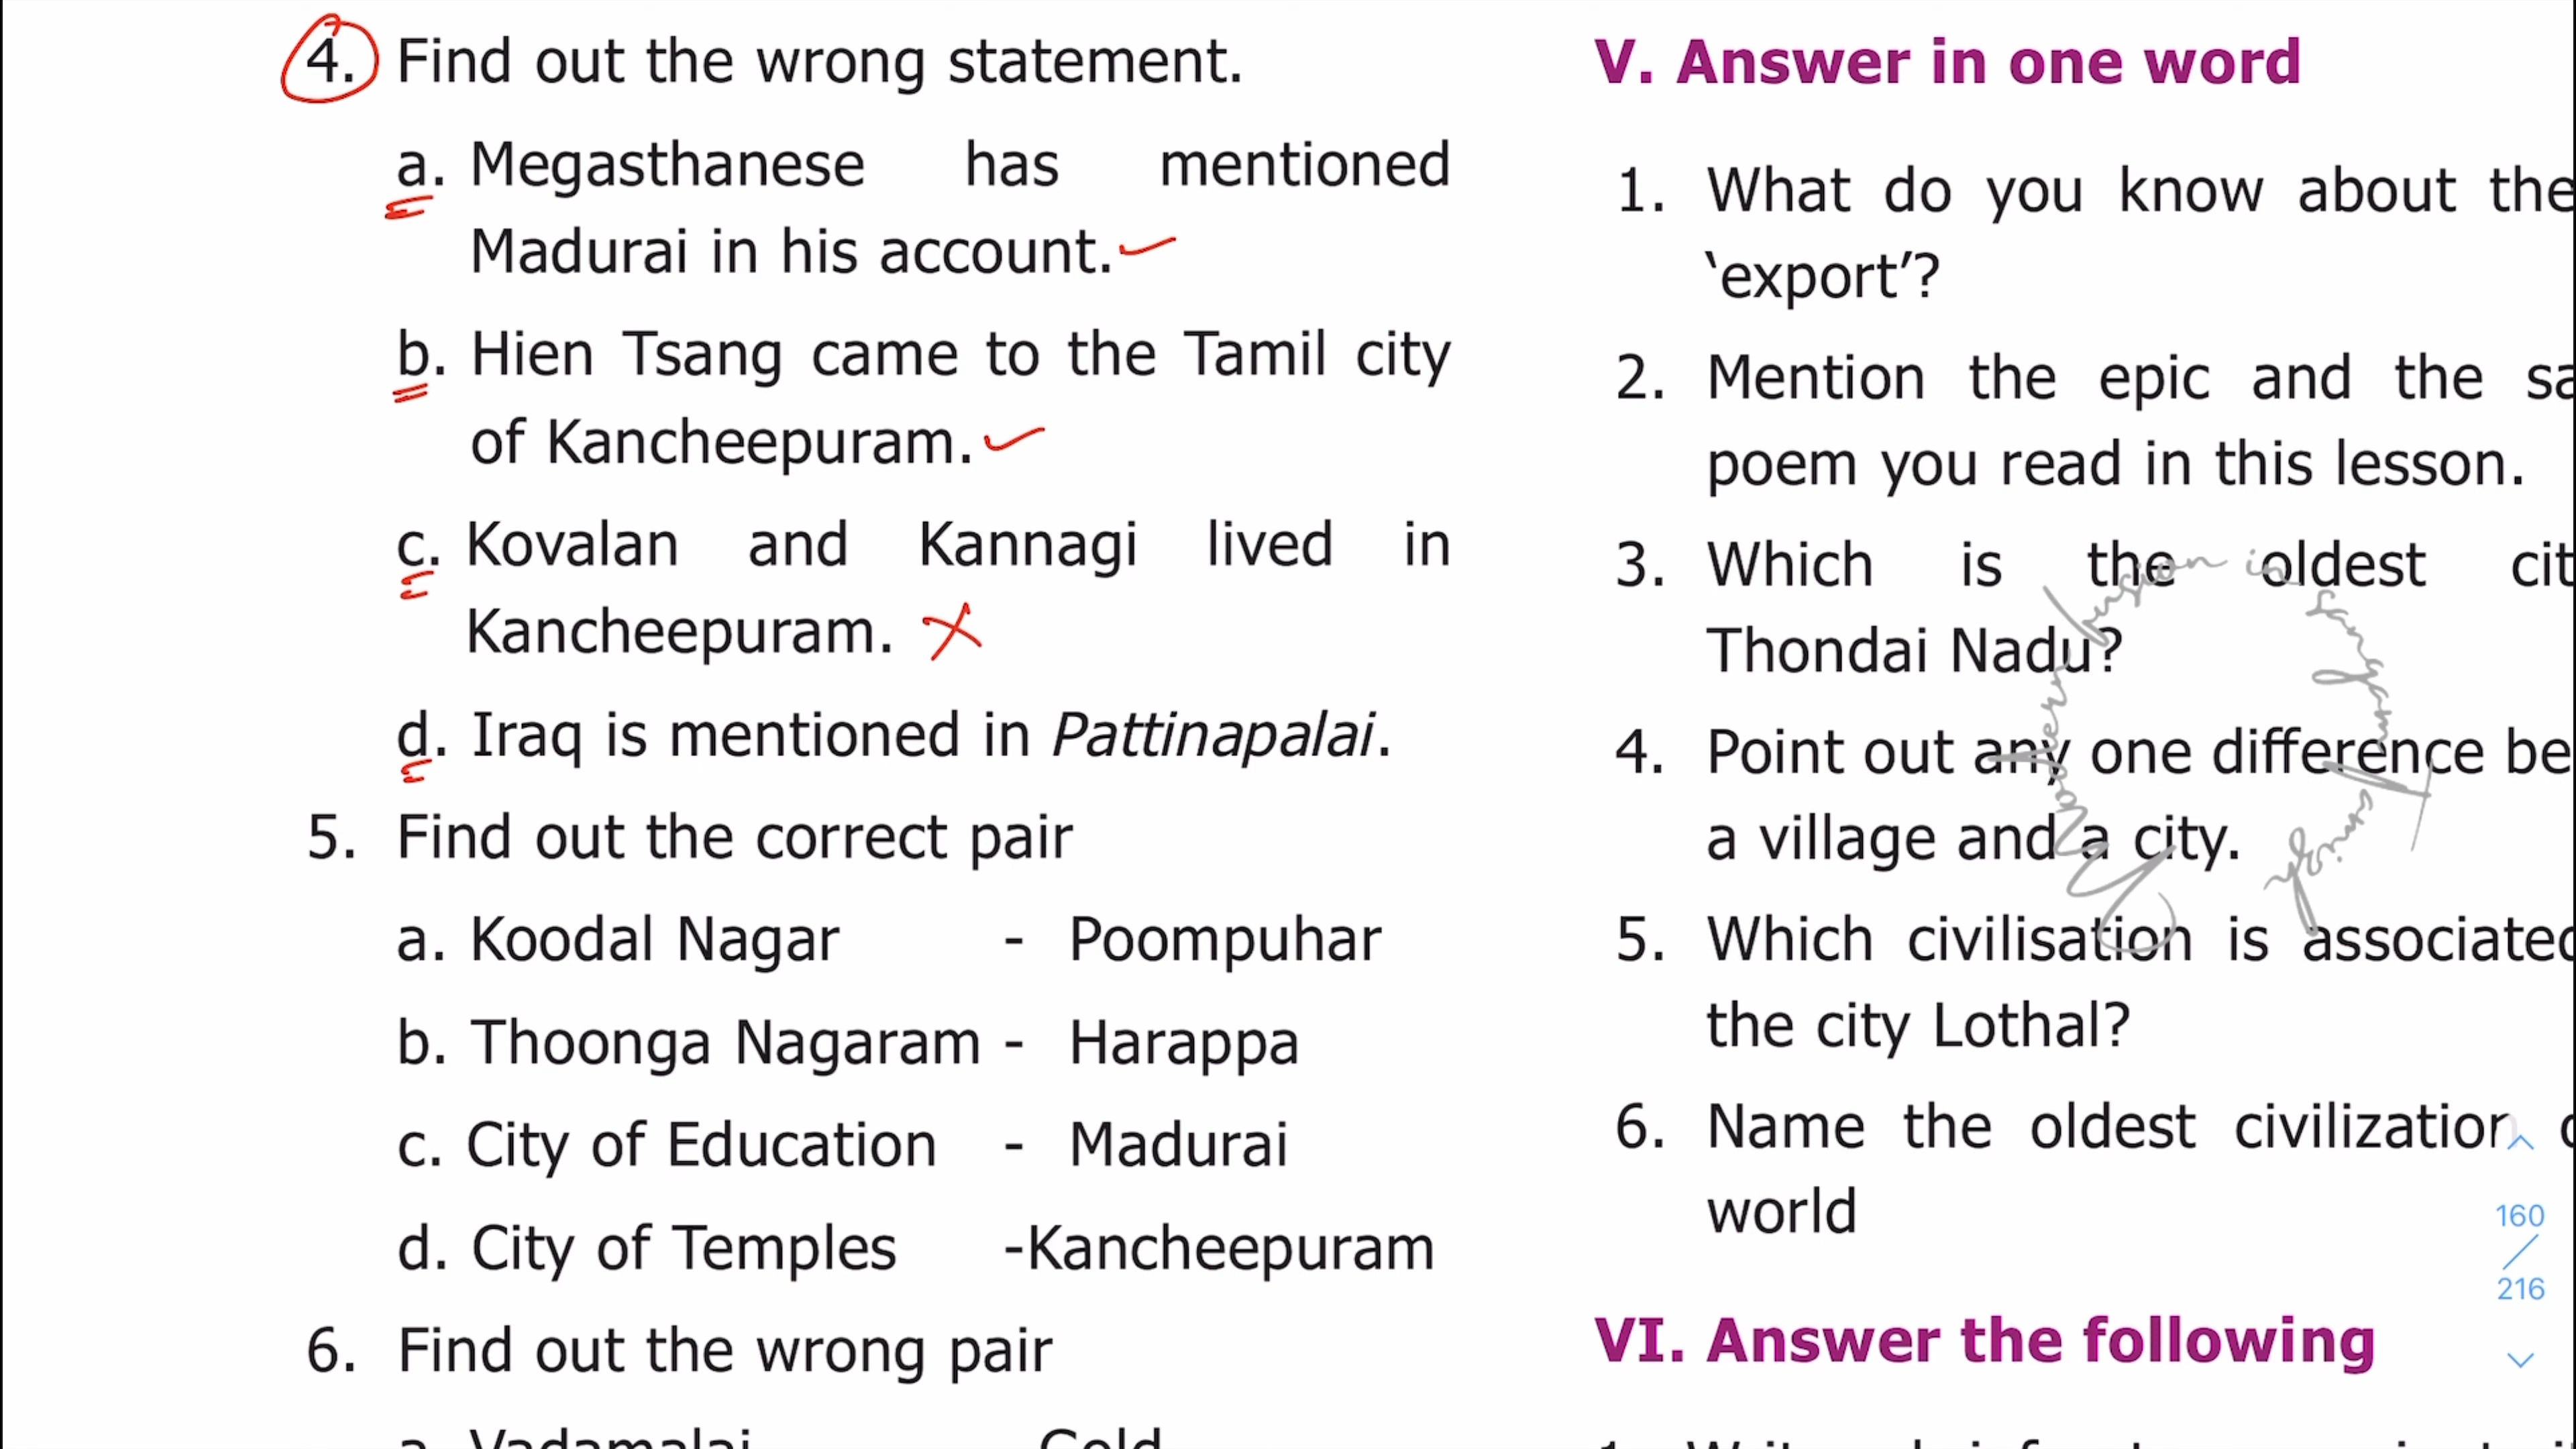 4. Find out the wrong statement.
a. Megasthanese has mentioned
Madurai in his account.
b. Hien Tsang came to the Tamil city
of Kancheepuram.
c. Kovalan and Kannagi lived in
Kancheepuram.
d. Iraq is mentioned in Pattinapalai.
5. Find out the correct pair
a. Koodal Nagar - Poompuhar
b. Thoonga Nagaram - Harappa
c. City of Education - Madurai
d. City of Temples -Kancheepuram
6. Find out the wrong pair
a. Vadamalai Gold
V. Answer in one word
1. What do you know about the
‘export’?
2. Mention the epic and the
poem you read in this lesson.
3. Which is the oldest
Thondai Nadu?
4. Point out any one difference
a village and a city.
5. Which civilisation is associated
the city Lothal?
6. Name the oldest civilization
world
160
216
VI. Answer the following